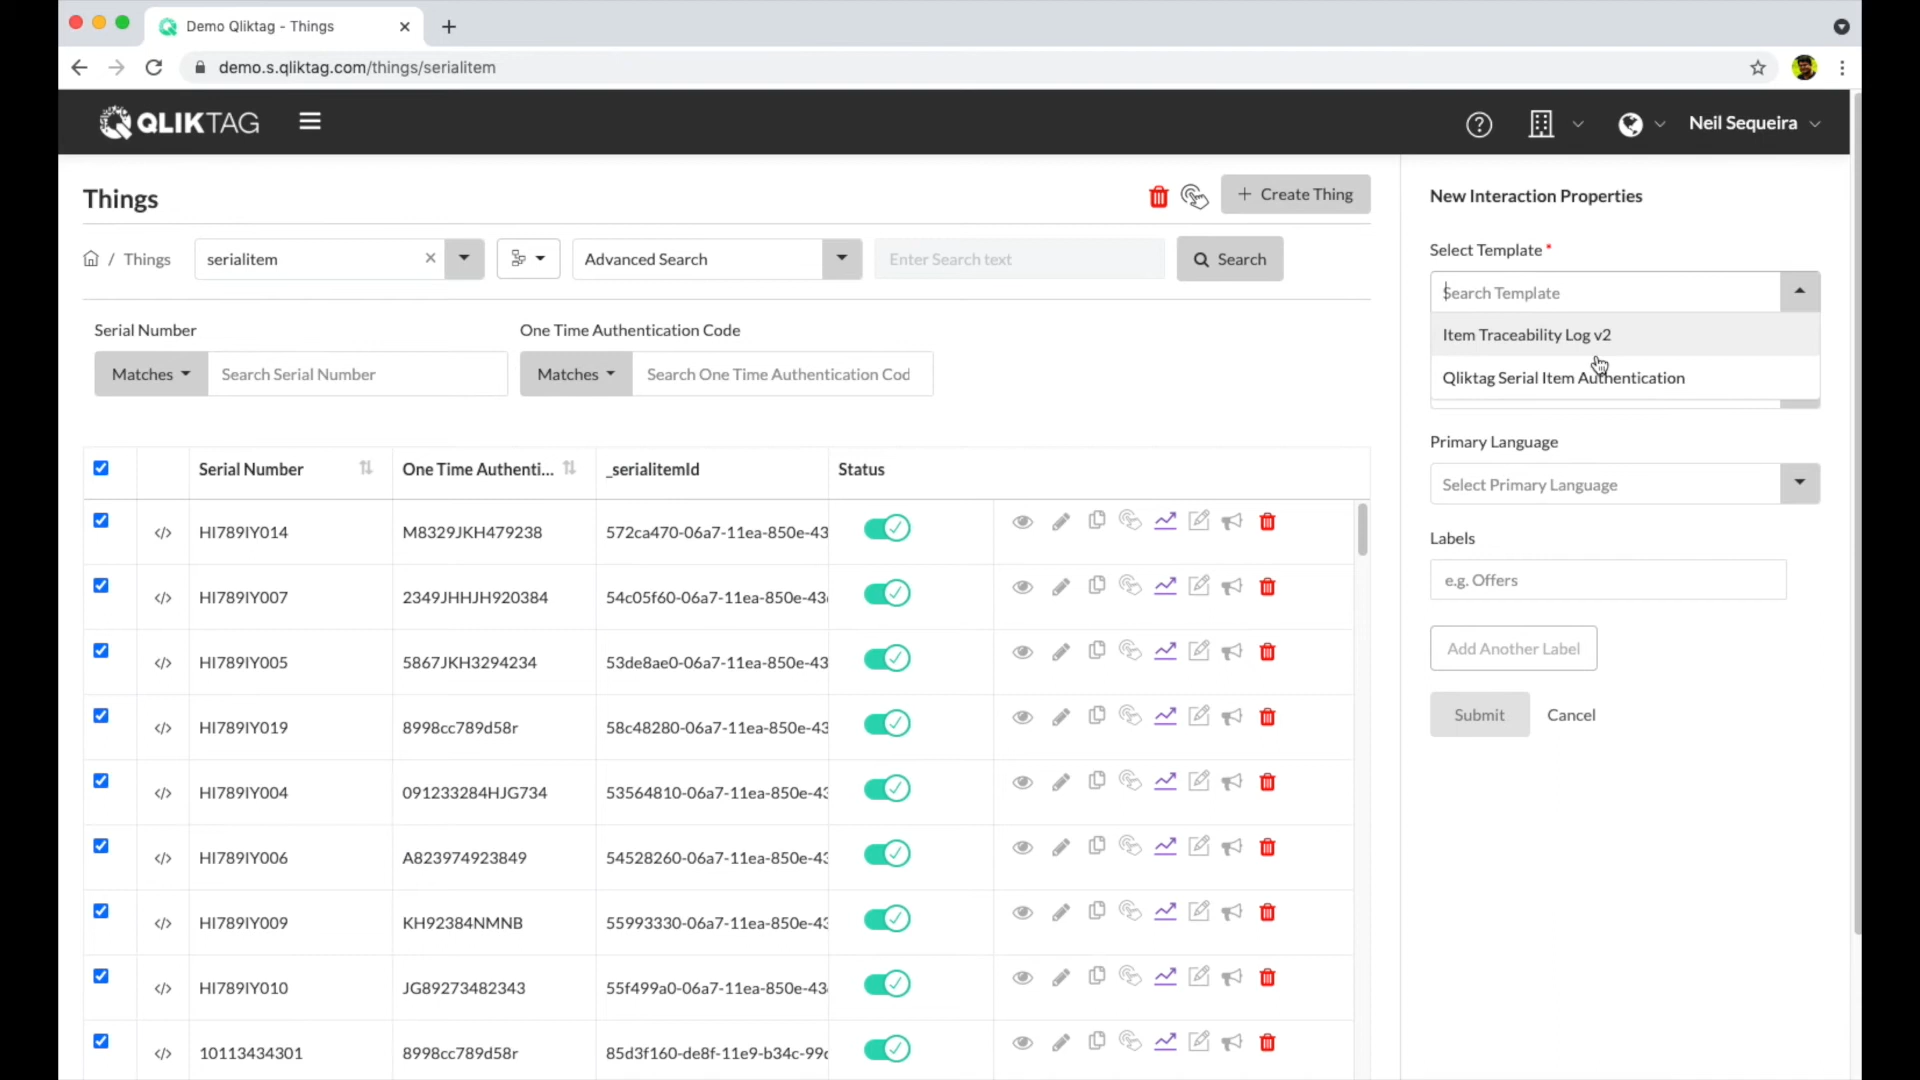 Demo Qliktag - Things
demo.s.qliktag.com/things/serialitem
QLIKTAG
Neil Sequeira
Things
Create Thing
/ Things
serialitem
Advanced Search
Enter Search text
Search
Serial Number
One Time Authentication Code
Matches
Search Serial Number
Matches
Search One Time Authentication Cod
Serial Number
One Time Authenti...
_serialitemId
Status
HI789IY014
M8329JKH479238
572ca470-06a7-11ea-850e-43
HI789IY007
2349JHHJH920384
54c05f60-06a7-11ea-850e-43
HI789IY005
5867JKH3294234
53de8ae0-06a7-11ea-850e-43
HI789IY019
8998cc789d58r
58c48280-06a7-11ea-850e-43
HI789IY004
091233284HJG734
53564810-06a7-11ea-850e-43
HI789IY006
A823974923849
54528260-06a7-11ea-850e-43
HI789IY009
KH92384NMNB
55993330-06a7-11ea-850e-43
HI789IY010
JG89273482343
55f499a0-06a7-11ea-850e-43
10113434301
8998cc789d58r
85d3f160-de8f-11e9-b34c-99
New Interaction Properties
Select Template *
Search Template
Item Traceability Log v2
Qliktag Serial Item Authentication
Primary Language
Select Primary Language
Labels
e.g. Offers
Add Another Label
Submit
Cancel